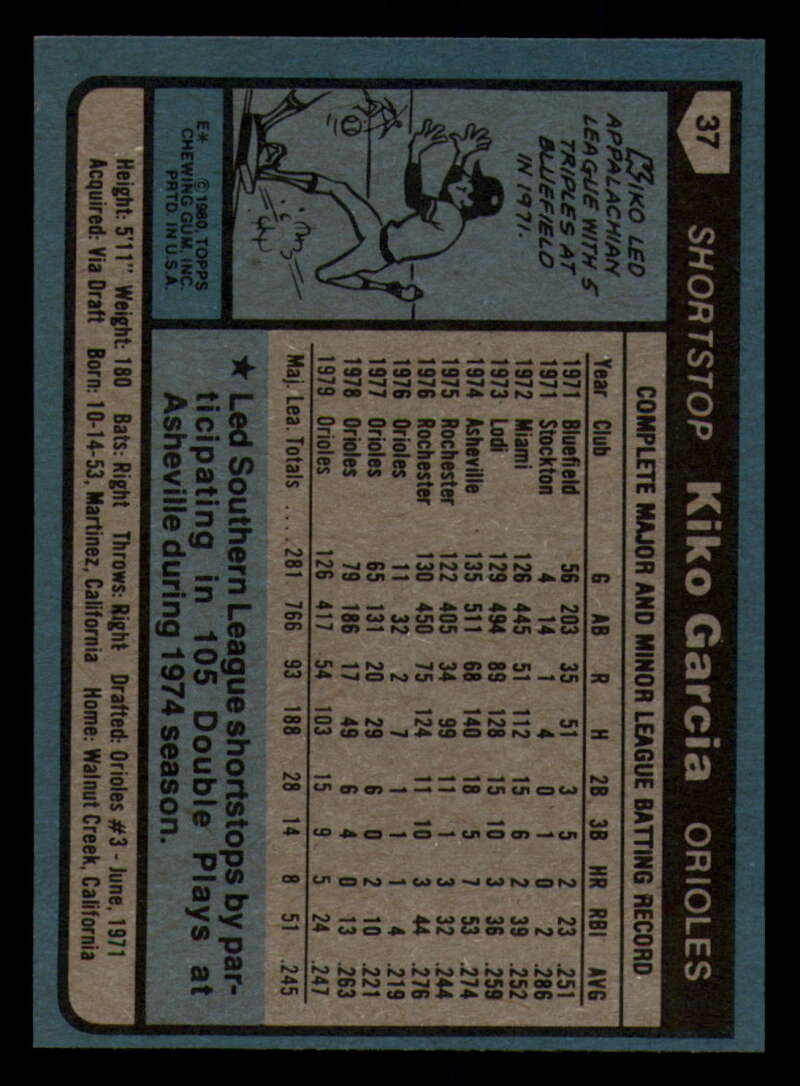 37
SHORTSTOP Kiko Garcia ORIOLES
KIKO LED
APPALACHIAN
LEAGUE WITH 5
TRIPLES AT
BLUEFIELD
IN 1971.
COMPLETE MAJOR AND MINOR LEAGUE BATTING RECORD
Year Club G AB R H 2B 3B HR RBI AVG
1971 Bluefield 56 203 35 51 3 5 2 23 .251
1971 Stockton 4 14 1 4 0 1 0 2 .286
1972 Miami 126 445 51 112 15 6 2 39 .252
1973 Lodi 129 494 89 128 15 10 3 36 .259
1974 Asheville 135 511 68 140 18 5 7 53 .274
1975 Rochester 122 405 34 99 11 1 3 32 .244
1976 Rochester 130 450 75 124 11 10 3 44 .276
1976 Orioles 11 32 2 7 1 1 1 4 .219
1977 Orioles 65 131 20 29 6 0 2 10 .221
1978 Orioles 79 186 17 49 6 4 0 13 .263
1979 Orioles 126 417 54 103 15 9 5 24 .247
Maj. Lea. Totals .... 281 766 93 188 28 14 8 51 .245
★ Led Southern League shortstops by par-
ticipating in 105 Double Plays at
Asheville during 1974 season.
E* © 1980 TOPPS
CHEWING GUM, INC.
PRTD. IN U.S.A.
Height: 5'11" Weight: 180 Bats: Right Throws: Right Drafted: Orioles #3 - June, 1971
Acquired: Via Draft Born: 10-14-53, Martinez, California Home: Walnut Creek, California